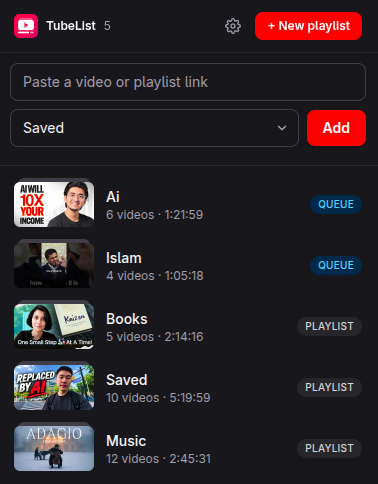 TubeList 5
+ New playlist
Paste a video or playlist link
Saved
Add
AI WILL
10X
YOUR
INCOME
Ai
6 videos · 1:21:59
QUEUE
how it is
Islam
4 videos · 1:05:18
QUEUE
Kaizen
One Small Step At A Time!
Books
5 videos · 2:14:16
PLAYLIST
REPLACED
BY AI
Saved
10 videos · 5:19:59
PLAYLIST
ADAGIO
Music
12 videos · 2:45:31
PLAYLIST